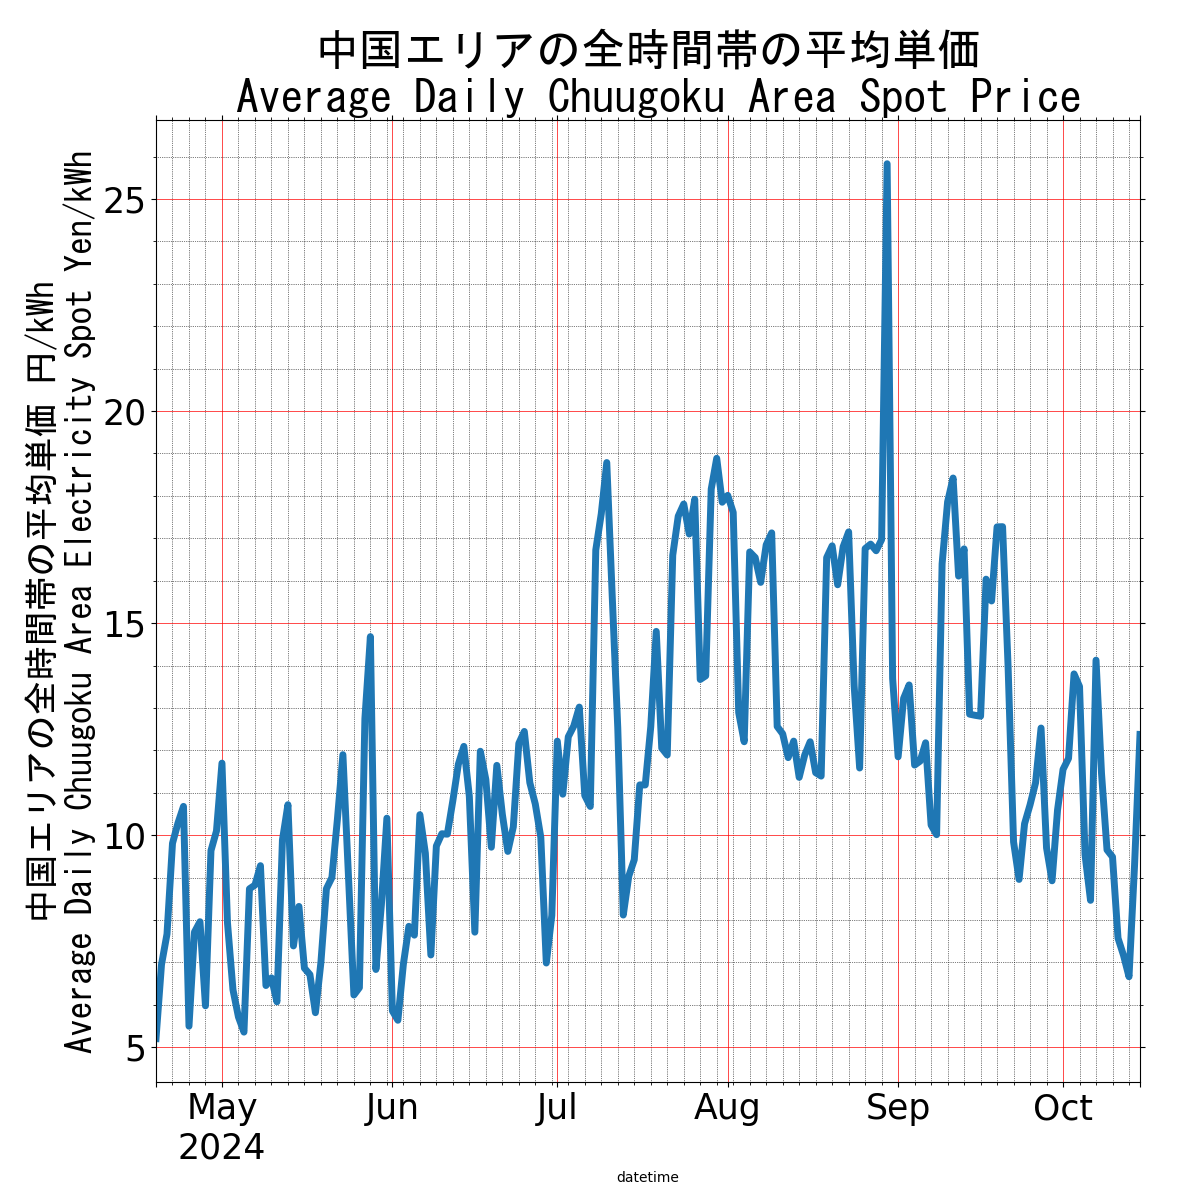 中国エリアの全時間帯の平均単価
Average Daily Chuugoku Area Spot Price
中国エリアの全時間帯の平均単価 円/kWh
Average Daily Chuugoku Area Electricity Spot Yen/kWh
25
20
15
10
5
May
2024
Jun
Jul
Aug
Sep
Oct
datetime